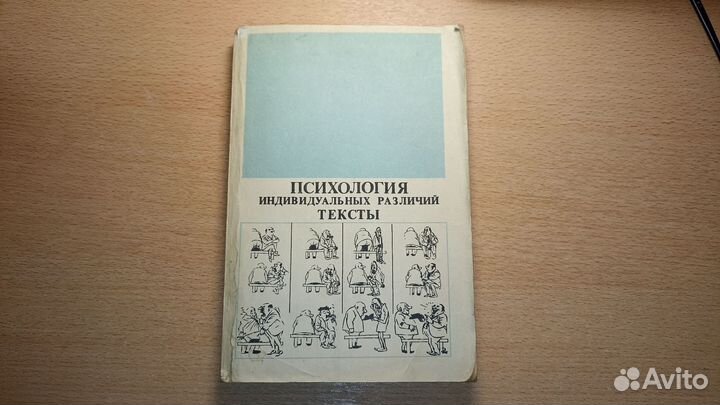 ПСИХОЛОГИЯ
ИНДИВИДУАЛЬНЫХ РАЗЛИЧИЙ
ТЕКСТЫ
Avito